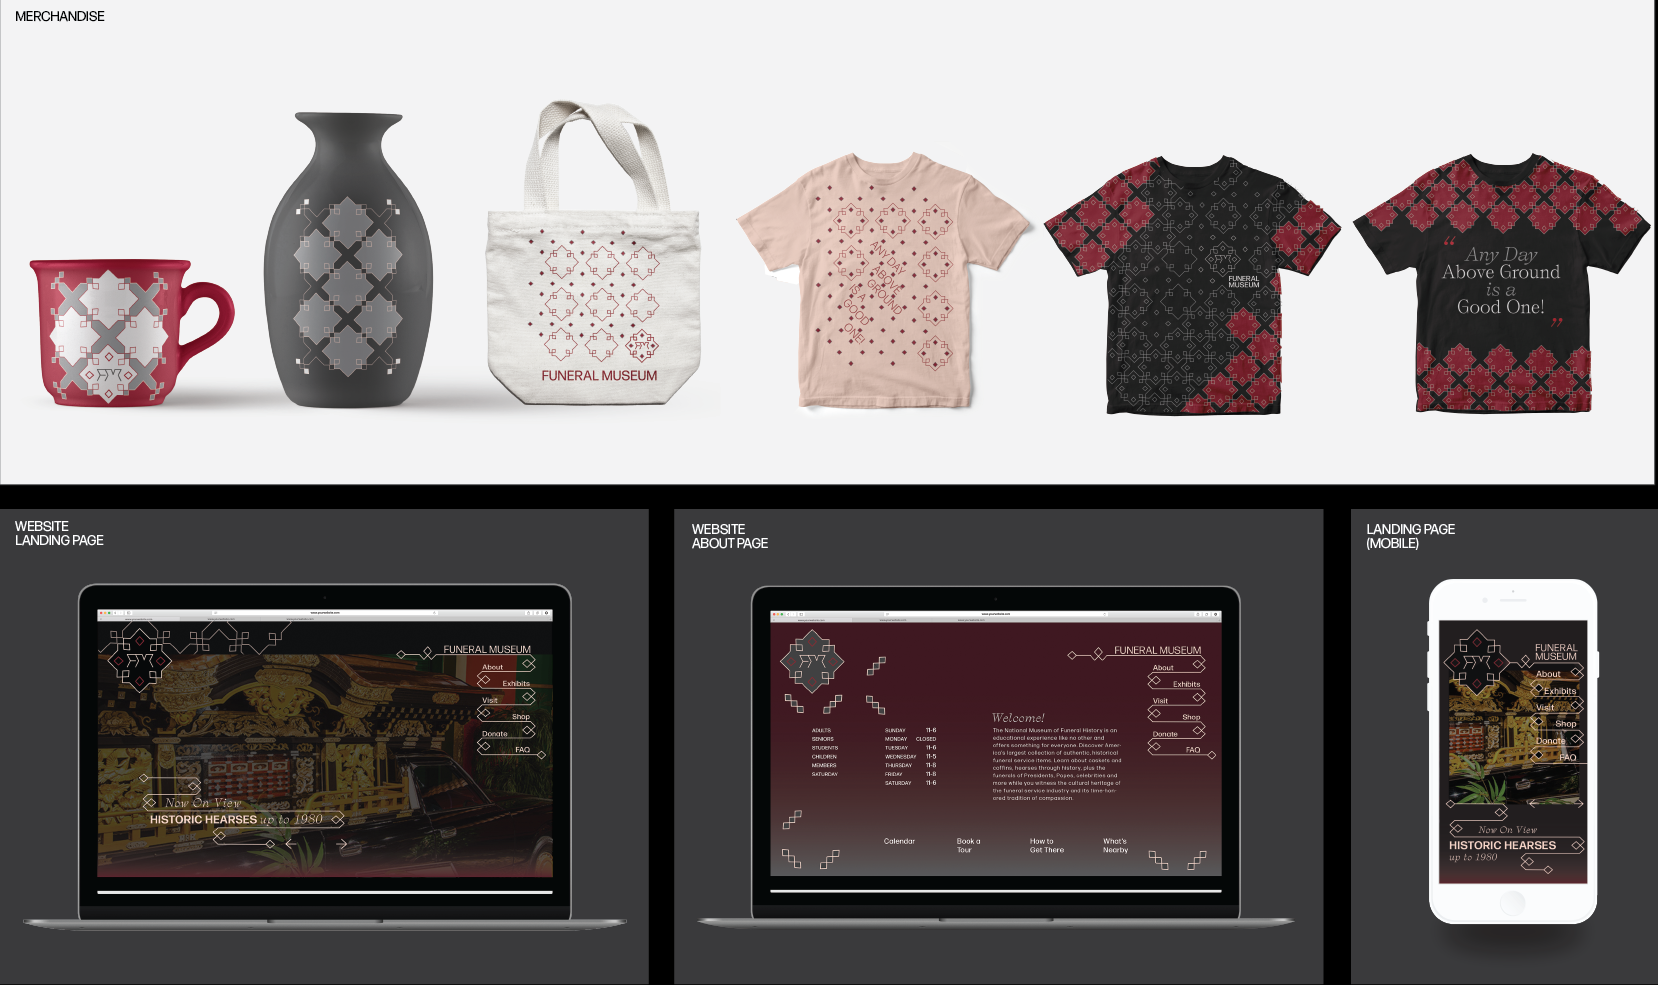 MERCHANDISE
FUNERAL MUSEUM
ANY DAY
ABOVE
GROUND
IS A
GOOD
ONE!
FUNERAL
MUSEUM
“
Any Day
Above Ground
is a
Good One!
”
WEBSITE
LANDING PAGE
FUNERAL MUSEUM
About
Exhibits
Visit
Shop
Donate
FAQ
Now On View
HISTORIC HEARSES up to 1980
WEBSITE
ABOUT PAGE
FUNERAL MUSEUM
About
Exhibits
Visit
Shop
Donate
FAQ
ADULTS
SENIORS
STUDENTS
CHILDREN
MEMBERS
SATURDAY
SUNDAY 11-6
MONDAY CLOSED
TUESDAY 11-6
WEDNESDAY 11-5
THURSDAY 11-8
FRIDAY 11-8
SATURDAY 11-6
Welcome!
The National Museum of Funeral History is an
educational experience like no other and
offers something for everyone. Discover Amer-
ica's largest collection of authentic, historical
funeral service items. Learn about caskets and
coffins, hearses through history, plus the
funerals of Presidents, Popes, celebrities and
more while you witness the cultural heritage of
the funeral service industry and its time-hon-
ored tradition of compassion.
Calendar
Book a
Tour
How to
Get There
What's
Nearby
LANDING PAGE
(MOBILE)
FUNERAL
MUSEUM
About
Exhibits
Visit
Shop
Donate
FAQ
Now On View
HISTORIC HEARSES
up to 1980